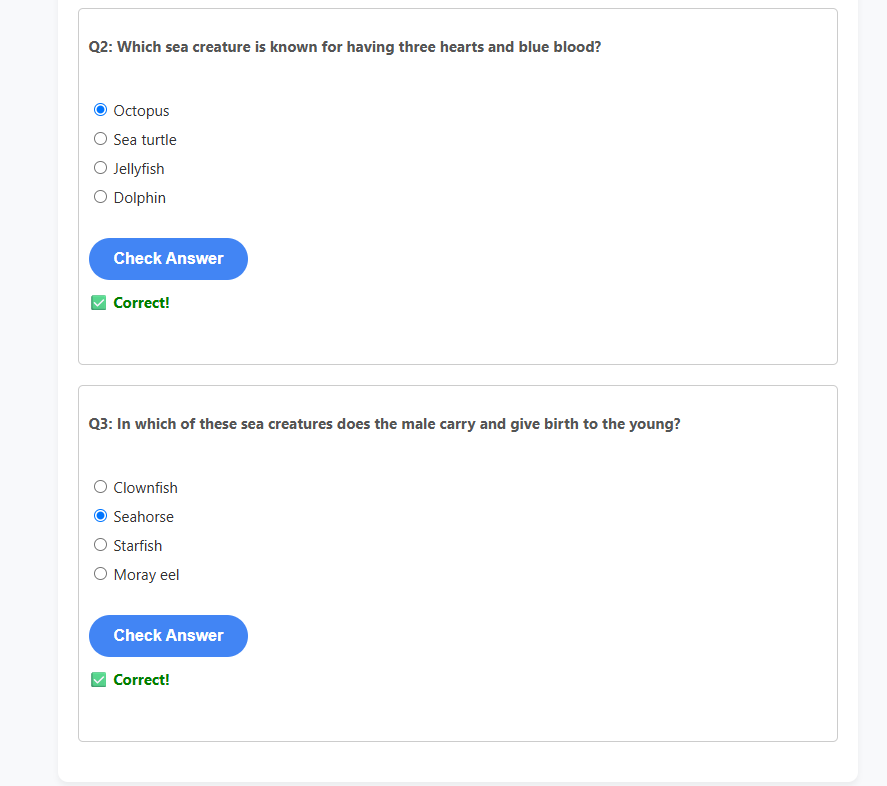 Q2: Which sea creature is known for having three hearts and blue blood?
Octopus
Sea turtle
Jellyfish
Dolphin
Check Answer
✅ Correct!
Q3: In which of these sea creatures does the male carry and give birth to the young?
Clownfish
Seahorse
Starfish
Moray eel
Check Answer
✅ Correct!